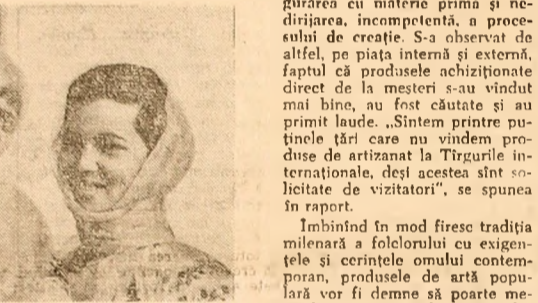 gurarea cu materie primă și ne-
dirijarea, incompetentă, a proce-
sului de creație. S-a observat de
altfel, pe piața internă și externă,
faptul că produsele achiziționate
direct de la meșteri s-au vîndut
mai bine, au fost căutate și au
primit laude. „Sîntem printre pu-
ținele țări care nu vindem pro-
duse de artizanat la Tîrgurile in-
ternaționale, deși acestea sînt so-
licitate de vizitatori", se spunea
în raport.
Îmbinînd în mod firesc tradiția
milenară a folclorului cu exigen-
țele și cerințele omului contem-
poran, produsele de artă popu-
lară vor fi demne să poarte me-